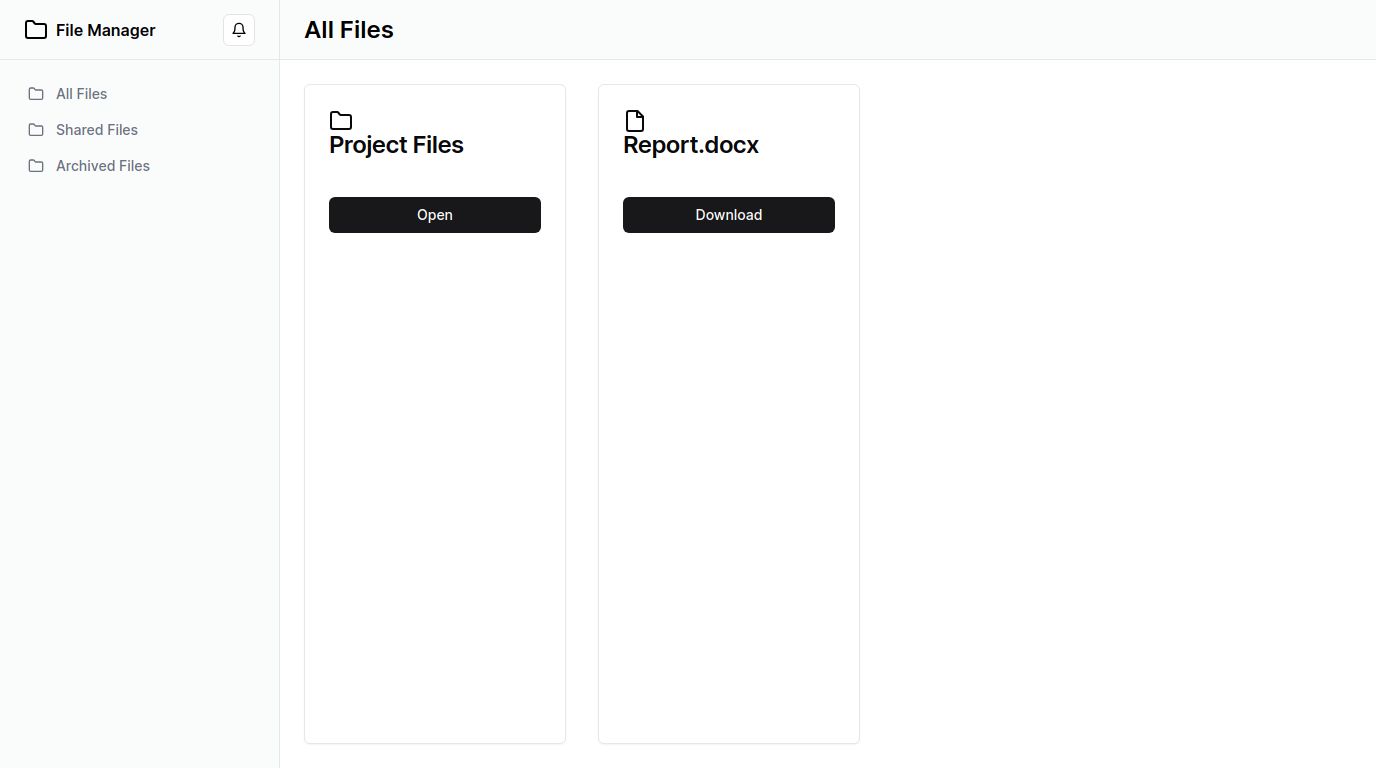 File Manager
All Files
All Files
Shared Files
Archived Files
Project Files
Open
Report.docx
Download